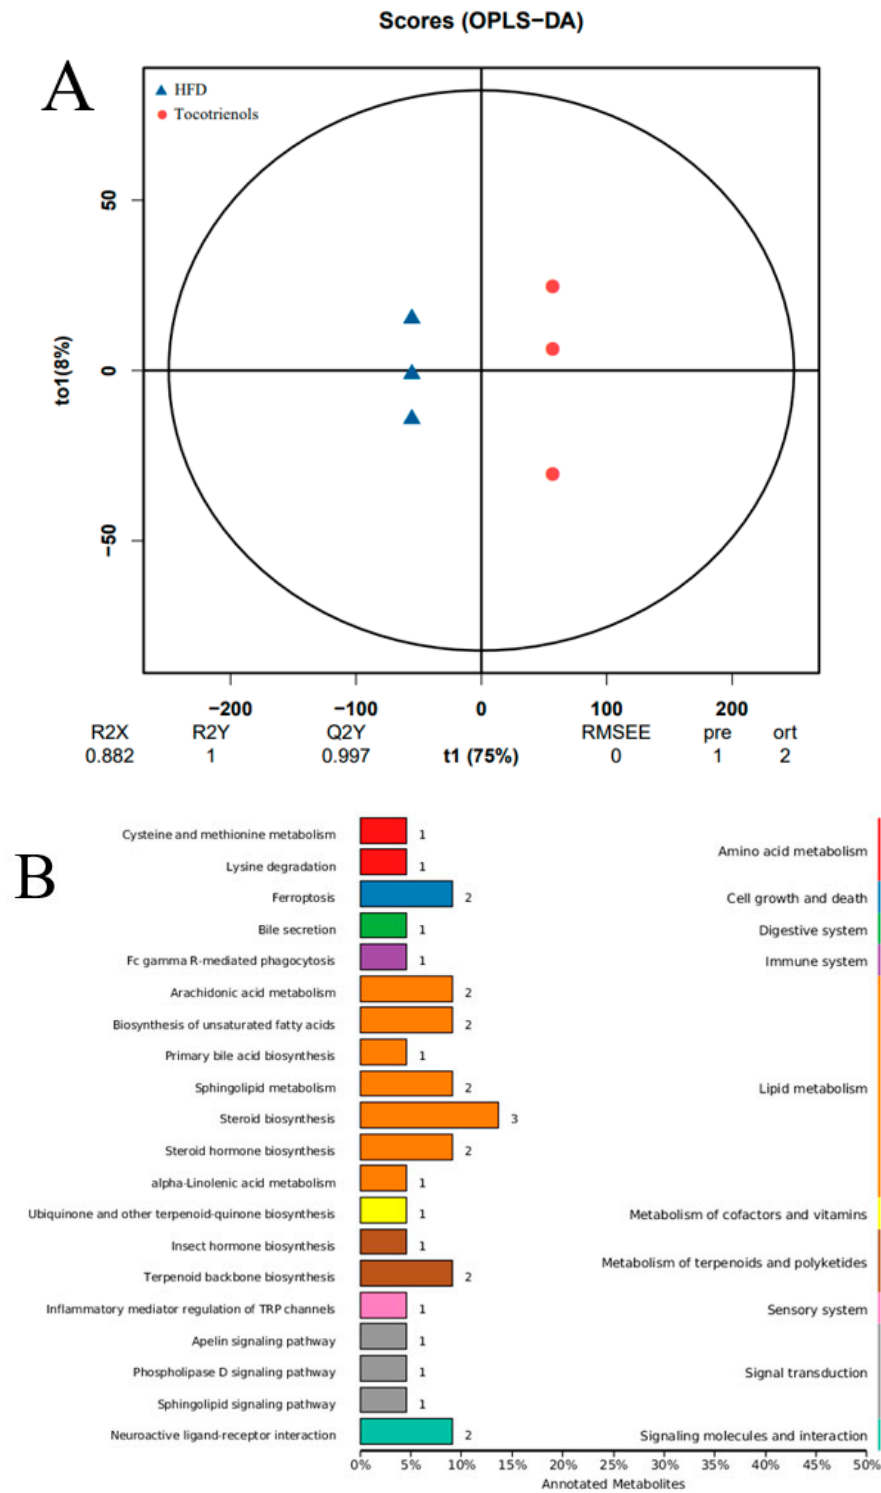 Scores (OPLS−DA)
A
HFD
Tocotrienols
50
0
−50
to1(8%)
−200 −100 0 100 200
R2X R2Y Q2Y RMSEE pre ort
0.882 1 0.997 t1 (75%) 0 1 2
B
Cysteine and methionine metabolism 1
Amino acid metabolism
Lysine degradation 1
Ferroptosis 2 Cell growth and death
Bile secretion 1 Digestive system
Fc gamma R-mediated phagocytosis 1 Immune system
Arachidonic acid metabolism 2
Biosynthesis of unsaturated fatty acids 2
Primary bile acid biosynthesis 1
Sphingolipid metabolism 2 Lipid metabolism
Steroid biosynthesis 3
Steroid hormone biosynthesis 2
alpha-Linolenic acid metabolism 1
Ubiquinone and other terpenoid-quinone biosynthesis 1 Metabolism of cofactors and vitamins
Insect hormone biosynthesis 1
Metabolism of terpenoids and polyketides
Terpenoid backbone biosynthesis 2
Inflammatory mediator regulation of TRP channels 1 Sensory system
Apelin signaling pathway 1
Phospholipase D signaling pathway 1 Signal transduction
Sphingolipid signaling pathway 1
Neuroactive ligand-receptor interaction 2 Signaling molecules and interaction
0% 5% 10% 15% 20% 25% 30% 35% 40% 45% 50%
Annotated Metabolites